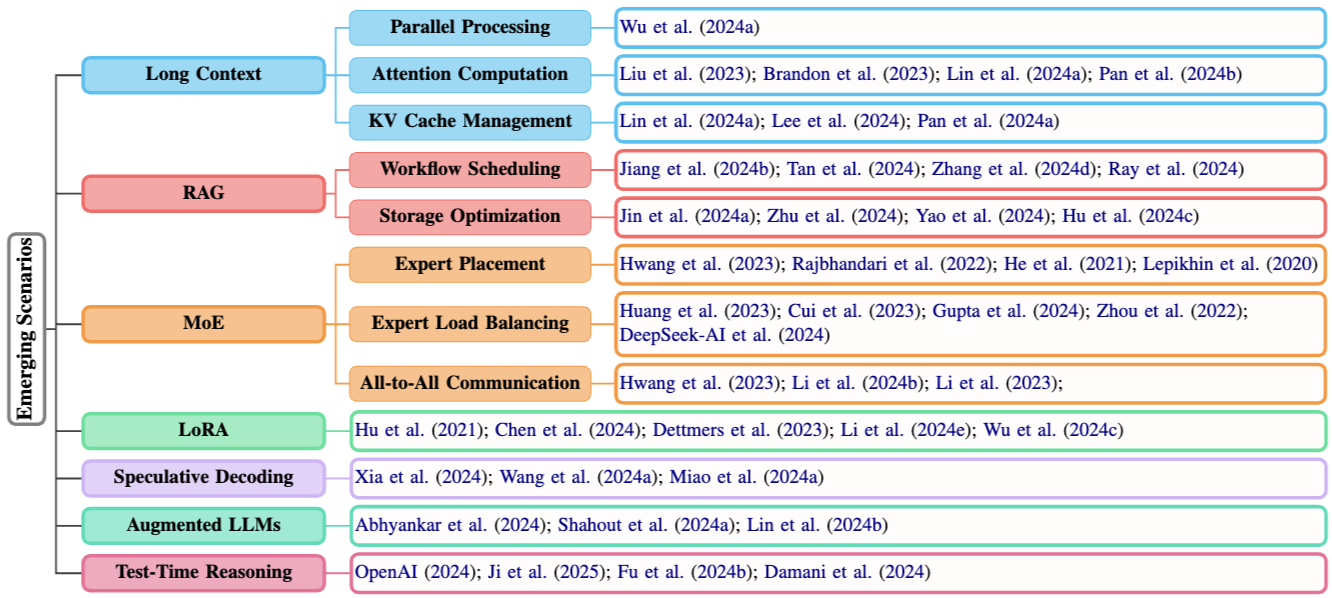 Emerging Scenarios
Long Context
Parallel Processing
Wu et al. (2024a)
Attention Computation
Liu et al. (2023); Brandon et al. (2023); Lin et al. (2024a); Pan et al. (2024b)
KV Cache Management
Lin et al. (2024a); Lee et al. (2024); Pan et al. (2024a)
RAG
Workflow Scheduling
Jiang et al. (2024b); Tan et al. (2024); Zhang et al. (2024d); Ray et al. (2024)
Storage Optimization
Jin et al. (2024a); Zhu et al. (2024); Yao et al. (2024); Hu et al. (2024c)
MoE
Expert Placement
Hwang et al. (2023); Rajbhandari et al. (2022); He et al. (2021); Lepikhin et al. (2020)
Expert Load Balancing
Huang et al. (2023); Cui et al. (2023); Gupta et al. (2024); Zhou et al. (2022);
DeepSeek-AI et al. (2024)
All-to-All Communication
Hwang et al. (2023); Li et al. (2024b); Li et al. (2023);
LoRA
Hu et al. (2021); Chen et al. (2024); Dettmers et al. (2023); Li et al. (2024e); Wu et al. (2024c)
Speculative Decoding
Xia et al. (2024); Wang et al. (2024a); Miao et al. (2024a)
Augmented LLMs
Abhyankar et al. (2024); Shahout et al. (2024a); Lin et al. (2024b)
Test-Time Reasoning
OpenAI (2024); Ji et al. (2025); Fu et al. (2024b); Damani et al. (2024)